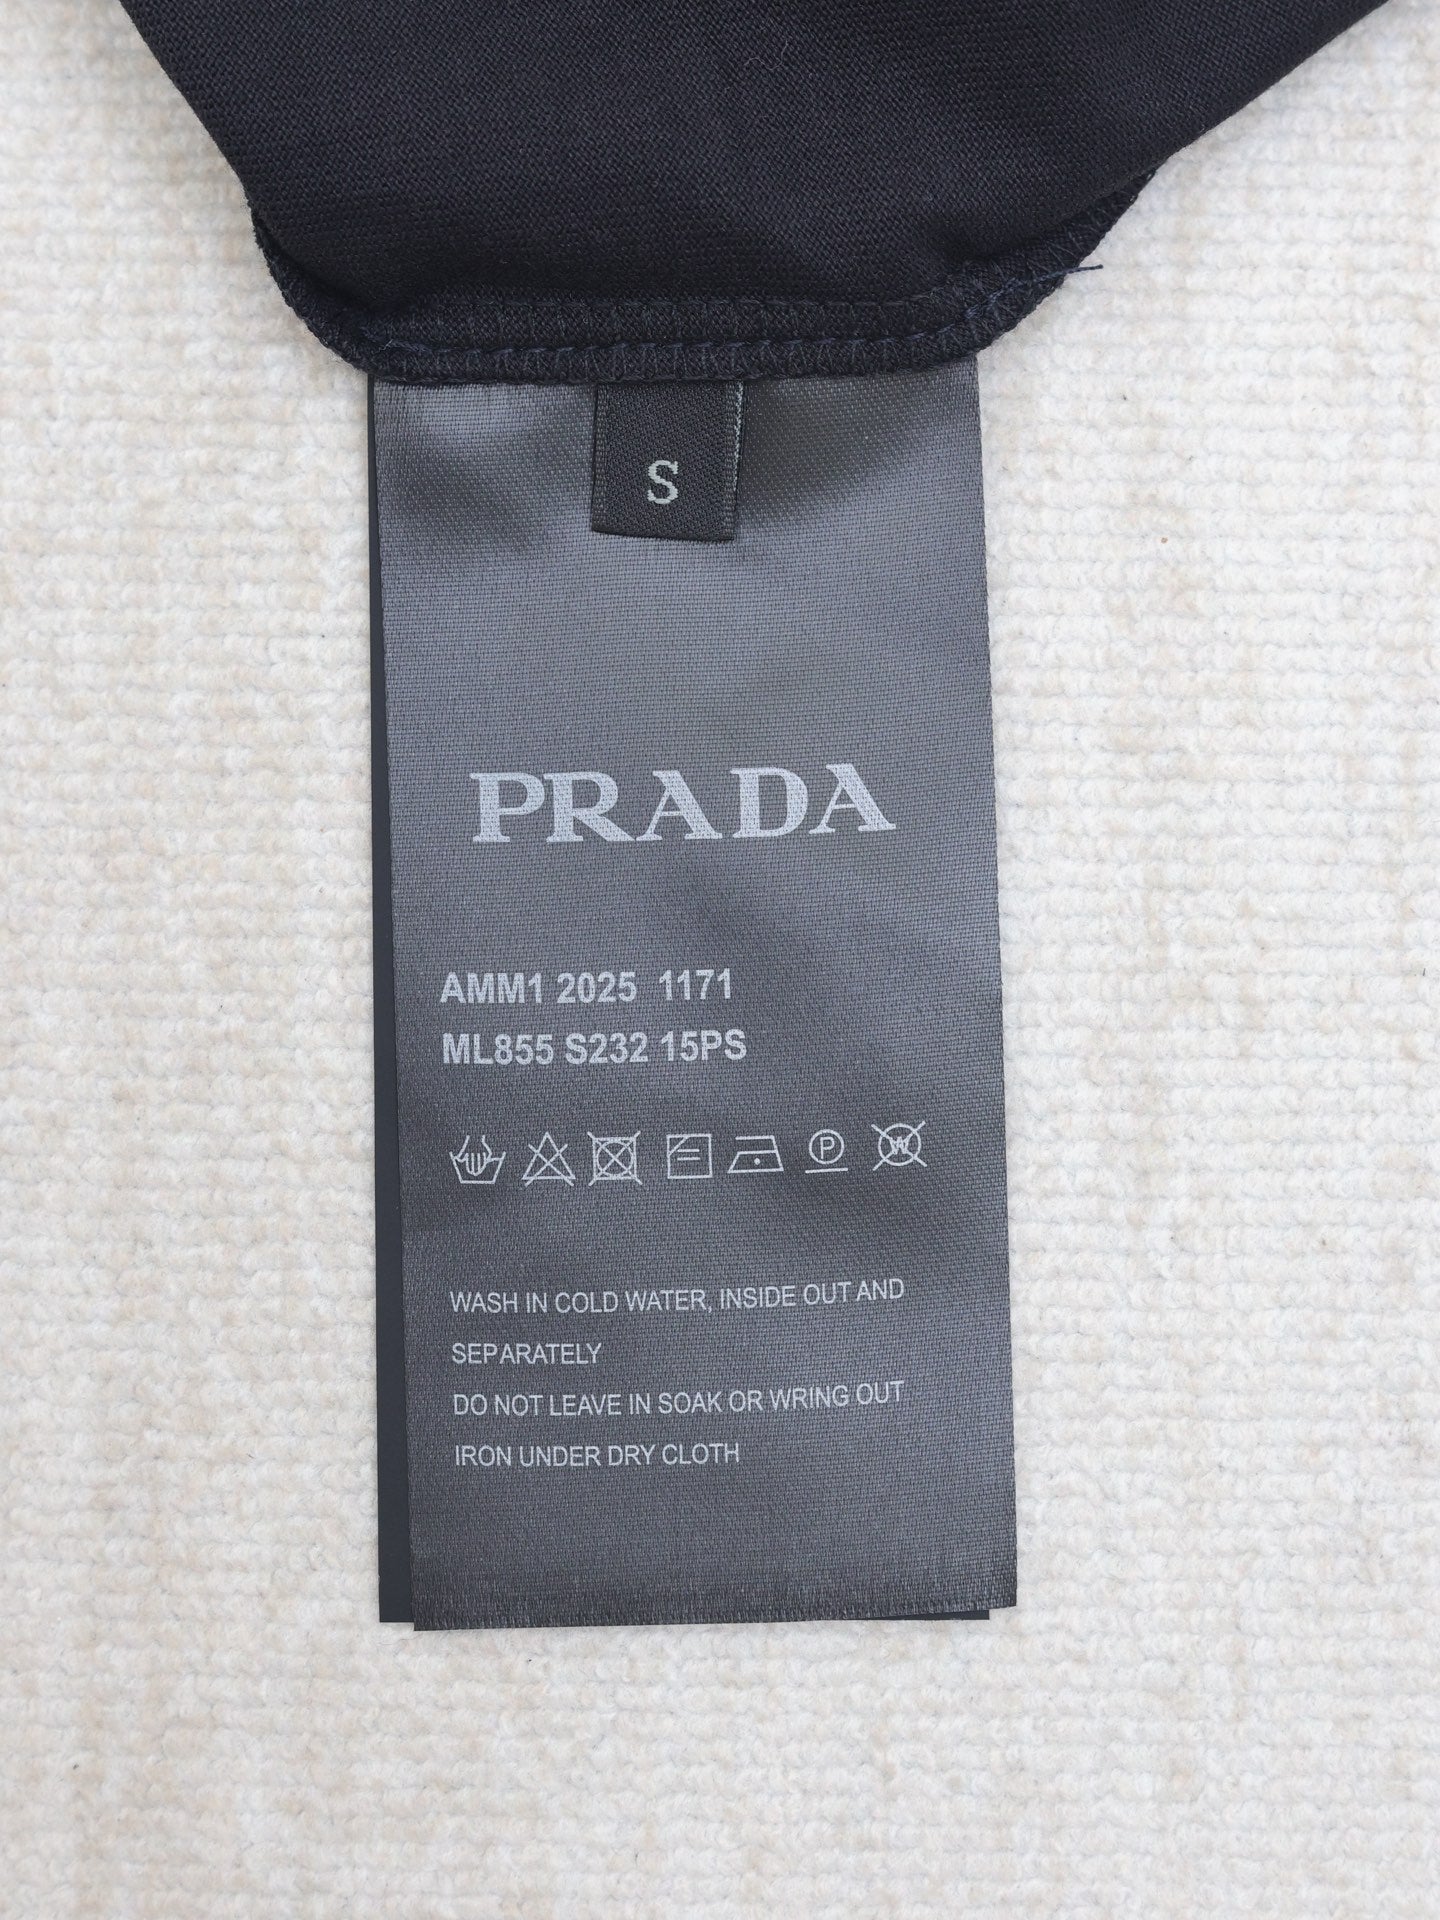 S
PRADA
AMM1 2025 1171
ML855 S232 15PS
P W
WASH IN COLD WATER, INSIDE OUT AND
SEPARATELY
DO NOT LEAVE IN SOAK OR WRING OUT
IRON UNDER DRY CLOTH